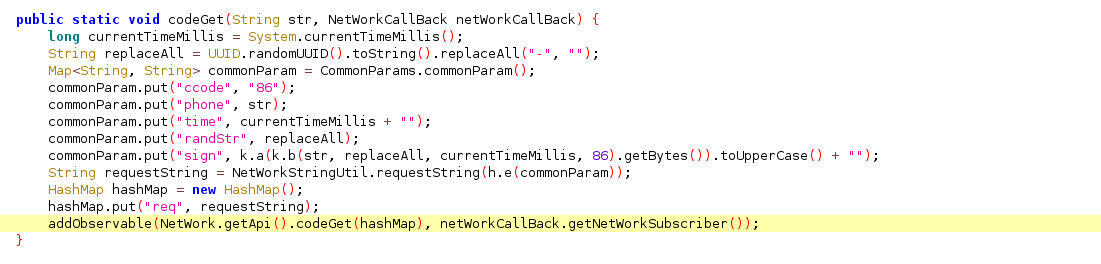 public static void codeGet(String str, NetWorkCallBack netWorkCallBack) {
    long currentTimeMillis = System.currentTimeMillis();
    String replaceAll = UUID.randomUUID().toString().replaceAll("-", "");
    Map<String, String> commonParam = CommonParams.commonParam();
    commonParam.put("ccode", "86");
    commonParam.put("phone", str);
    commonParam.put("time", currentTimeMillis + "");
    commonParam.put("randStr", replaceAll);
    commonParam.put("sign", k.a(k.b(str, replaceAll, currentTimeMillis, 86).getBytes()).toUpperCase() + "");
    String requestString = NetWorkStringUtil.requestString(h.e(commonParam));
    HashMap hashMap = new HashMap();
    hashMap.put("req", requestString);
    addObservable(NetWork.getApi().codeGet(hashMap), netWorkCallBack.getNetWorkSubscriber());
}